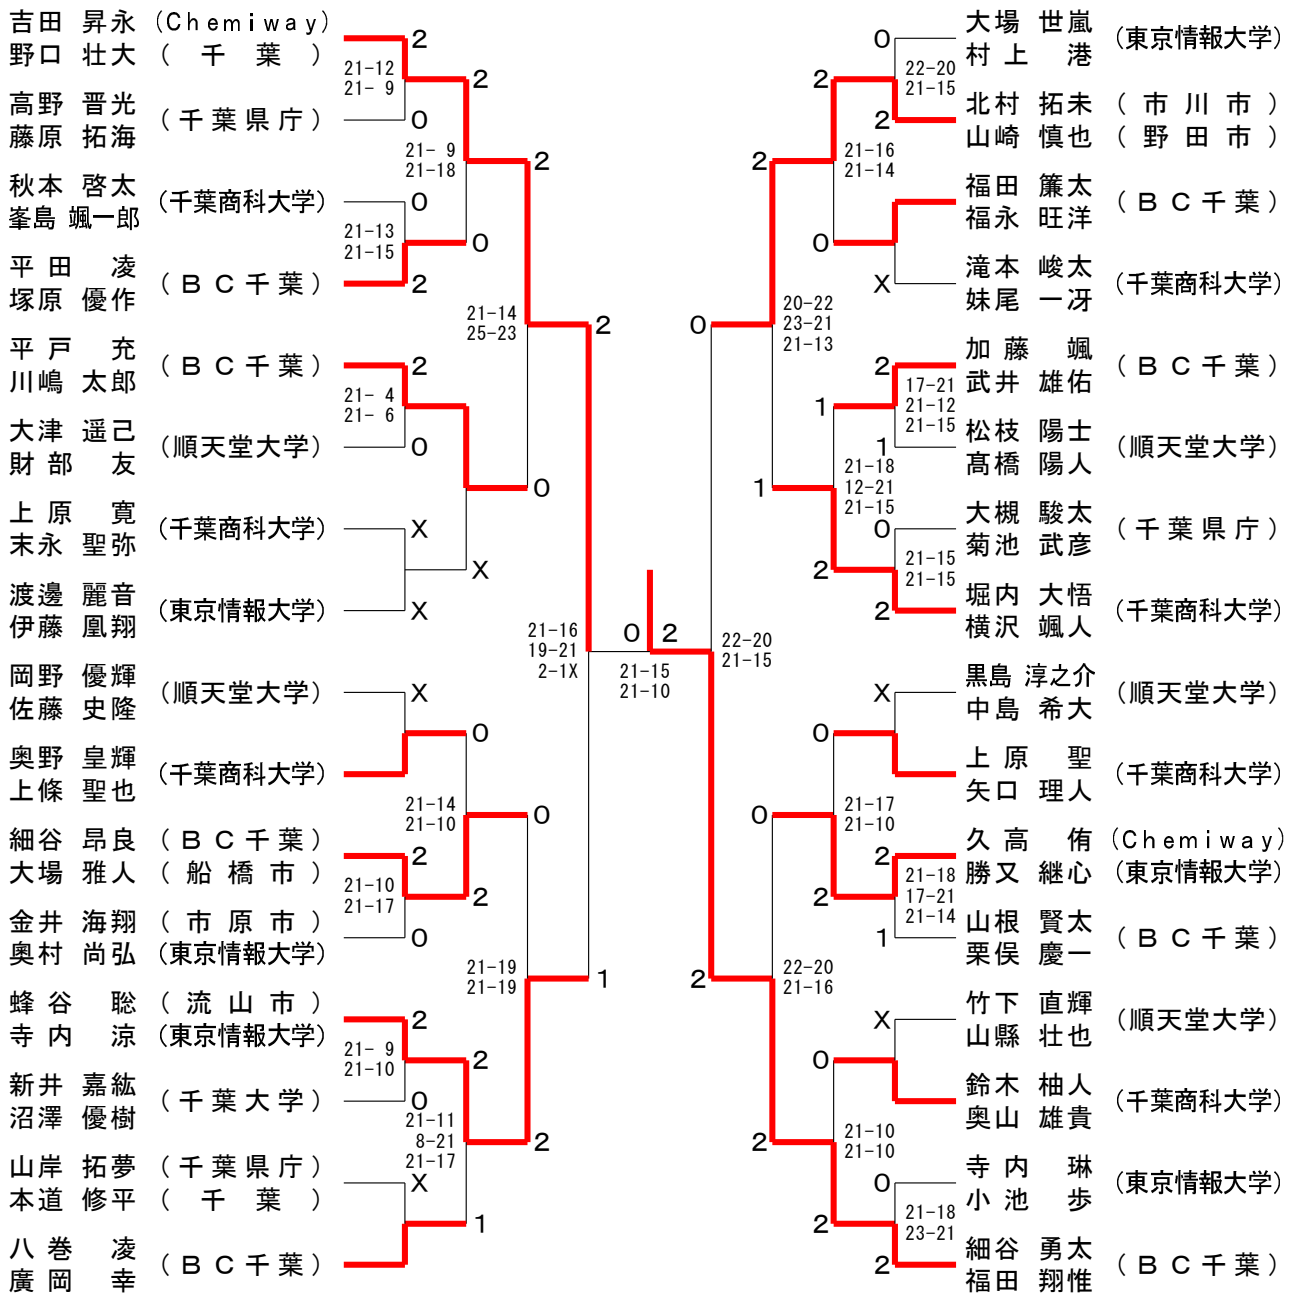 吉田 昇永 (Chemiway)
野口 壮大 (千葉)
2
21-12
21- 9
高野 晋光
藤原 拓海
(千葉県庁)
0
2
21- 9
21-18
秋本 啓太
峯島 颯一郎
(千葉商科大学)
0
21-13
21-15
平田 凌
塚原 優作
(BC千葉)
2
0
2
21-14
25-23
平戸 充
川嶋 太郎
(BC千葉)
2
21- 4
21- 6
大津 遥己
財部 友
(順天堂大学)
0
0
上原 寛
末永 聖弥
(千葉商科大学)
X
X
渡邊 麗音
伊藤 凰翔
(東京情報大学)
X
2
21-16
19-21
2-1X
岡野 優輝
佐藤 史隆
(順天堂大学)
X
0
奥野 皇輝
上條 聖也
(千葉商科大学)
21-14
21-10
0
細谷 昂良 (BC千葉)
大場 雅人 (船橋市)
2
21-10
21-17
2
金井 海翔 (市原市)
奥村 尚弘 (東京情報大学)
0
21-19
21-19
1
蜂谷 聡 (流山市)
寺内 涼 (東京情報大学)
2
21- 9
21-10
2
新井 嘉紘
沼澤 優樹
(千葉大学)
0
21-11
8-21
21-17
2
山岸 拓夢 (千葉県庁)
本道 修平 (千葉)
X
1
八巻 凌
廣岡 幸
(BC千葉)
0 2
21-15
21-10
0
大場 世嵐
村上 港
(東京情報大学)
22-20
21-15
2
2
北村 拓未 (市川市)
山崎 慎也 (野田市)
2
21-16
21-14
福田 簾太
福永 旺洋
(BC千葉)
0
X
滝本 峻太
妹尾 一冴
(千葉商科大学)
0
20-22
23-21
21-13
2
加藤 颯
武井 雄佑
(BC千葉)
17-21
21-12
21-15
1
1
松枝 陽士
髙橋 陽人
(順天堂大学)
1
21-18
12-21
21-15
0
大槻 駿太
菊池 武彦
(千葉県庁)
21-15
21-15
2
2
堀内 大悟
横沢 颯人
(千葉商科大学)
22-20
21-15
X
黒島 淳之介
中島 希大
(順天堂大学)
0
上原 聖
矢口 理人
(千葉商科大学)
0
21-17
21-10
2
久高 侑 (Chemiway)
勝又 継心 (東京情報大学)
21-18
17-21
21-14
2
1
山根 賢太
栗俣 慶一
(BC千葉)
2
22-20
21-16
X
竹下 直輝
山縣 壮也
(順天堂大学)
0
鈴木 柚人
奥山 雄貴
(千葉商科大学)
2
21-10
21-10
0
寺内 琳
小池 歩
(東京情報大学)
21-18
23-21
2
2
細谷 勇太
福田 翔惟
(BC千葉)